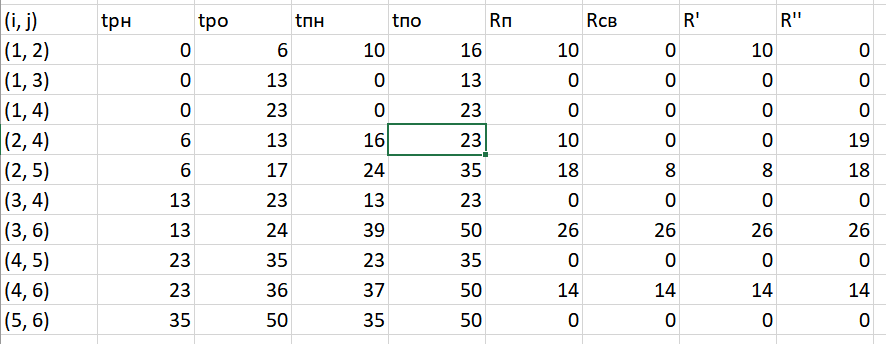 (i, j) tрн tро tпн tпо Rп Rсв R' R''
(1, 2) 0 6 10 16 10 0 10 0
(1, 3) 0 13 0 13 0 0 0 0
(1, 4) 0 23 0 23 0 0 0 0
(2, 4) 6 13 16 23 10 0 0 19
(2, 5) 6 17 24 35 18 8 8 18
(3, 4) 13 23 13 23 0 0 0 0
(3, 6) 13 24 39 50 26 26 26 26
(4, 5) 23 35 23 35 0 0 0 0
(4, 6) 23 36 37 50 14 14 14 14
(5, 6) 35 50 35 50 0 0 0 0